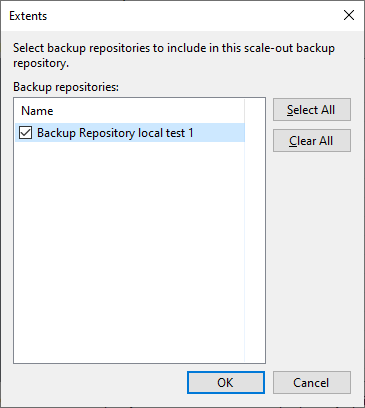 Extents
Select backup repositories to include in this scale-out backup
repository.
Backup repositories:
Name
Select All
Backup Repository local test 1
Clear All
OK
Cancel